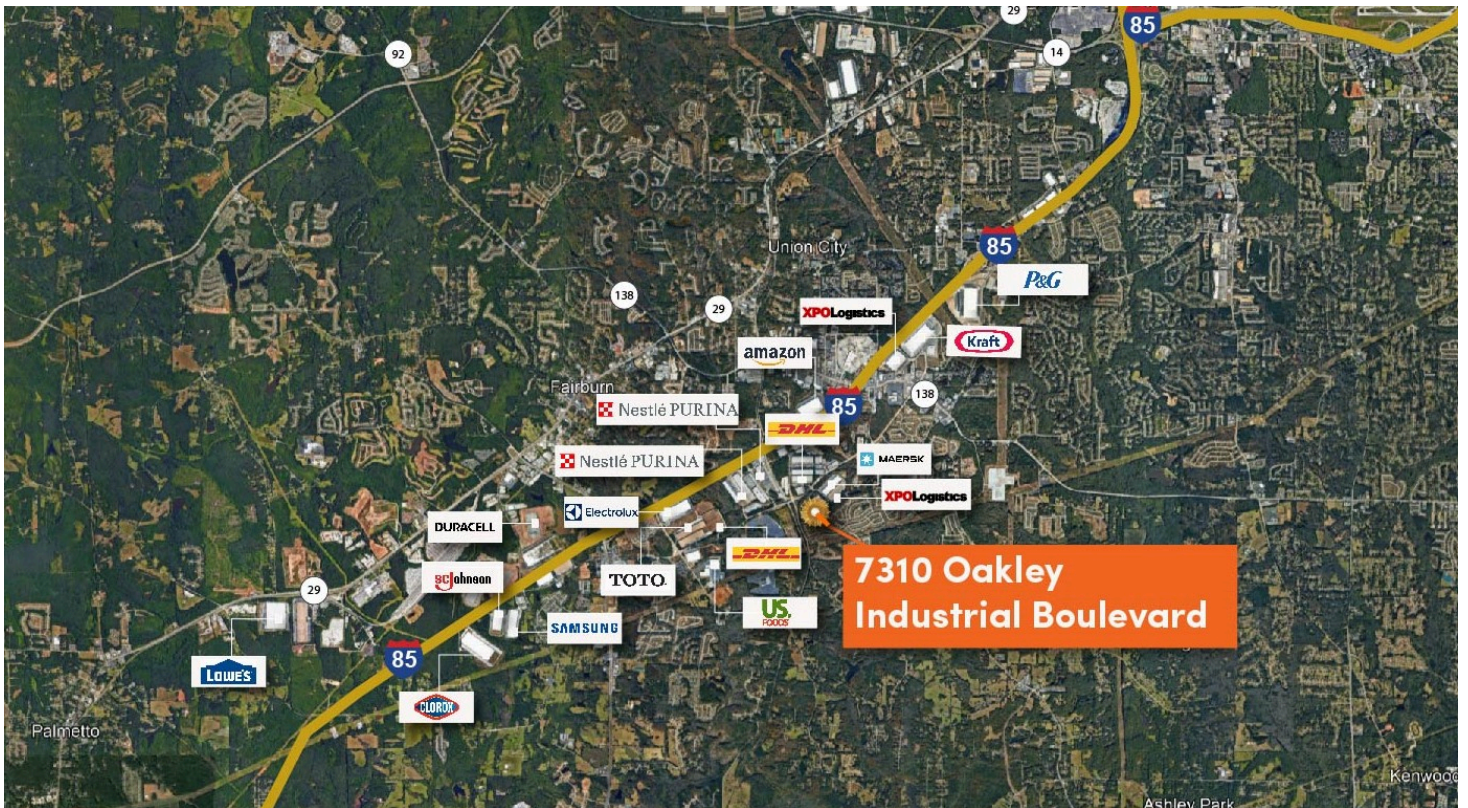 29
85
14
92
Union City
85
P&G
138
29
XPOLogistics
Kraft
amazon
Fairburn
85
138
Nestlé PURINA
DHL
Nestlé PURINA
MAERSK
XPOLogistics
Electrolux
DURACELL
DHL
7310 Oakley
Industrial Boulevard
scJohnson
TOTO
29
US.
FOODS
SAMSUNG
85
LOWE'S
CLOROX
Palmetto
Kenwood
Ashley Park